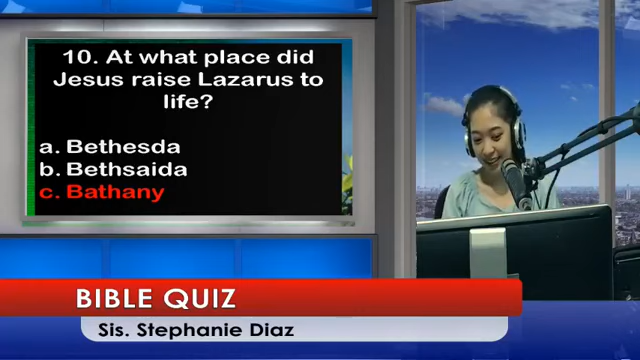 10. At what place did
Jesus raise Lazarus to
life?
a. Bethesda
b. Bethsaida
c. Bathany
BIBLE QUIZ
Sis. Stephanie Diaz